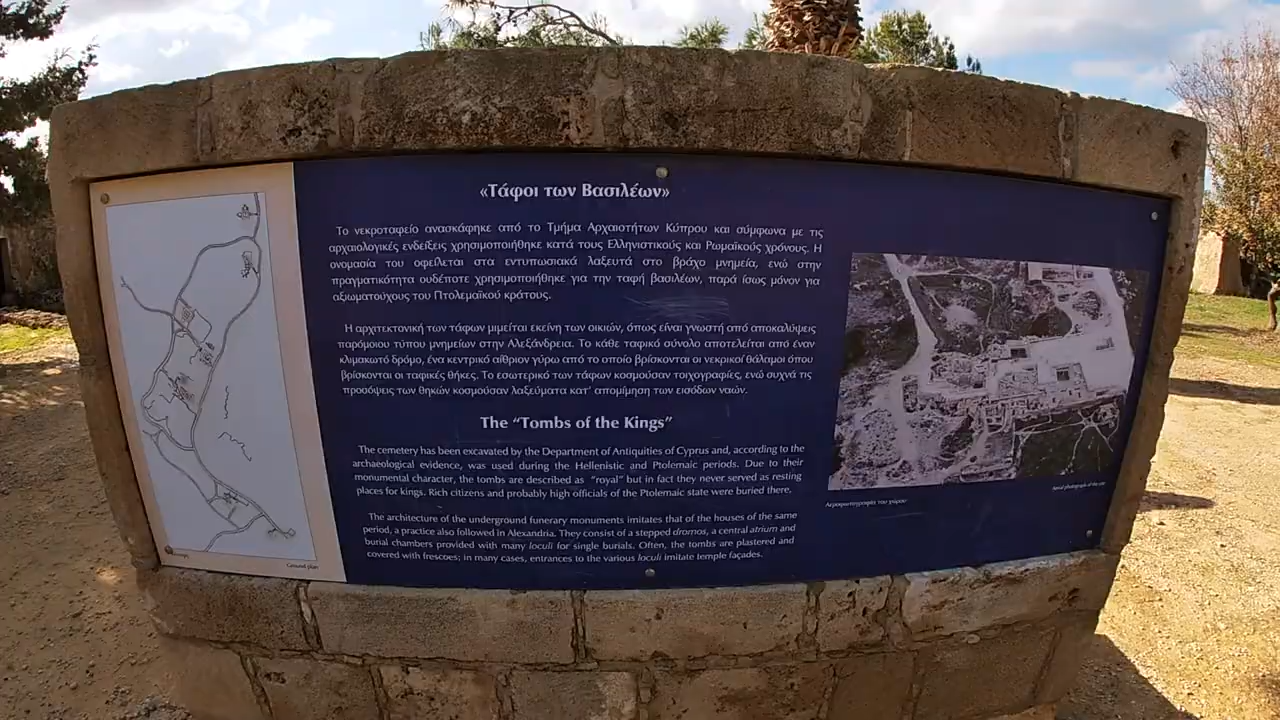 «Τάφοι των Βασιλέων»
Το νεκροταφείο ανασκάφηκε από το Τμήμα Αρχαιοτήτων Κύπρου και σύμφωνα με τις
αρχαιολογικές ενδείξεις χρησιμοποιήθηκε κατά τους Ελληνιστικούς και Ρωμαϊκούς χρόνους. Η
ονομασία του οφείλεται στα εντυπωσιακά λαξευτά στο βράχο μνημεία, ενώ στην
πραγματικότητα ουδέποτε χρησιμοποιήθηκε για την ταφή βασιλέων, παρά ίσως μόνον για
αξιωματούχους του Πτολεμαϊκού κράτους.
Η αρχιτεκτονική των τάφων μιμείται εκείνη των οικιών, όπως είναι γνωστή από αποκαλύψεις
παρόμοιου τύπου μνημείων στην Αλεξάνδρεια. Το κάθε ταφικό σύνολο αποτελείται από έναν
κλιμακωτό δρόμο, ένα κεντρικό αίθριον γύρω από το οποίο βρίσκονται οι νεκρικοί θάλαμοι όπου
βρίσκονται οι ταφικές θήκες. Το εσωτερικό των τάφων κοσμούσαν τοιχογραφίες, ενώ συχνά τις
προσόψεις των θηκών κοσμούσαν λαξεύματα κατ' απομίμηση των εισόδων ναών.
The "Tombs of the Kings"
The cemetery has been excavated by the Department of Antiquities of Cyprus and, according to the
archaeological evidence, was used during the Hellenistic and Ptolemaic periods. Due to their
monumental character, the tombs are described as "royal" but in fact they never served as resting
places for kings. Rich citizens and probably high officials of the Ptolemaic state were buried there.
The architecture of the underground funerary monuments imitates that of the houses of the same
period, a practice also followed in Alexandria. They consist of a stepped dromos, a central atrium and
burial chambers provided with many loculi for single burials. Often, the tombs are plastered and
covered with frescoes; in many cases, entrances to the various loculi imitate temple façades.
Ground plan
Αεροφωτογραφία του χώρου
Aerial photograph of the site